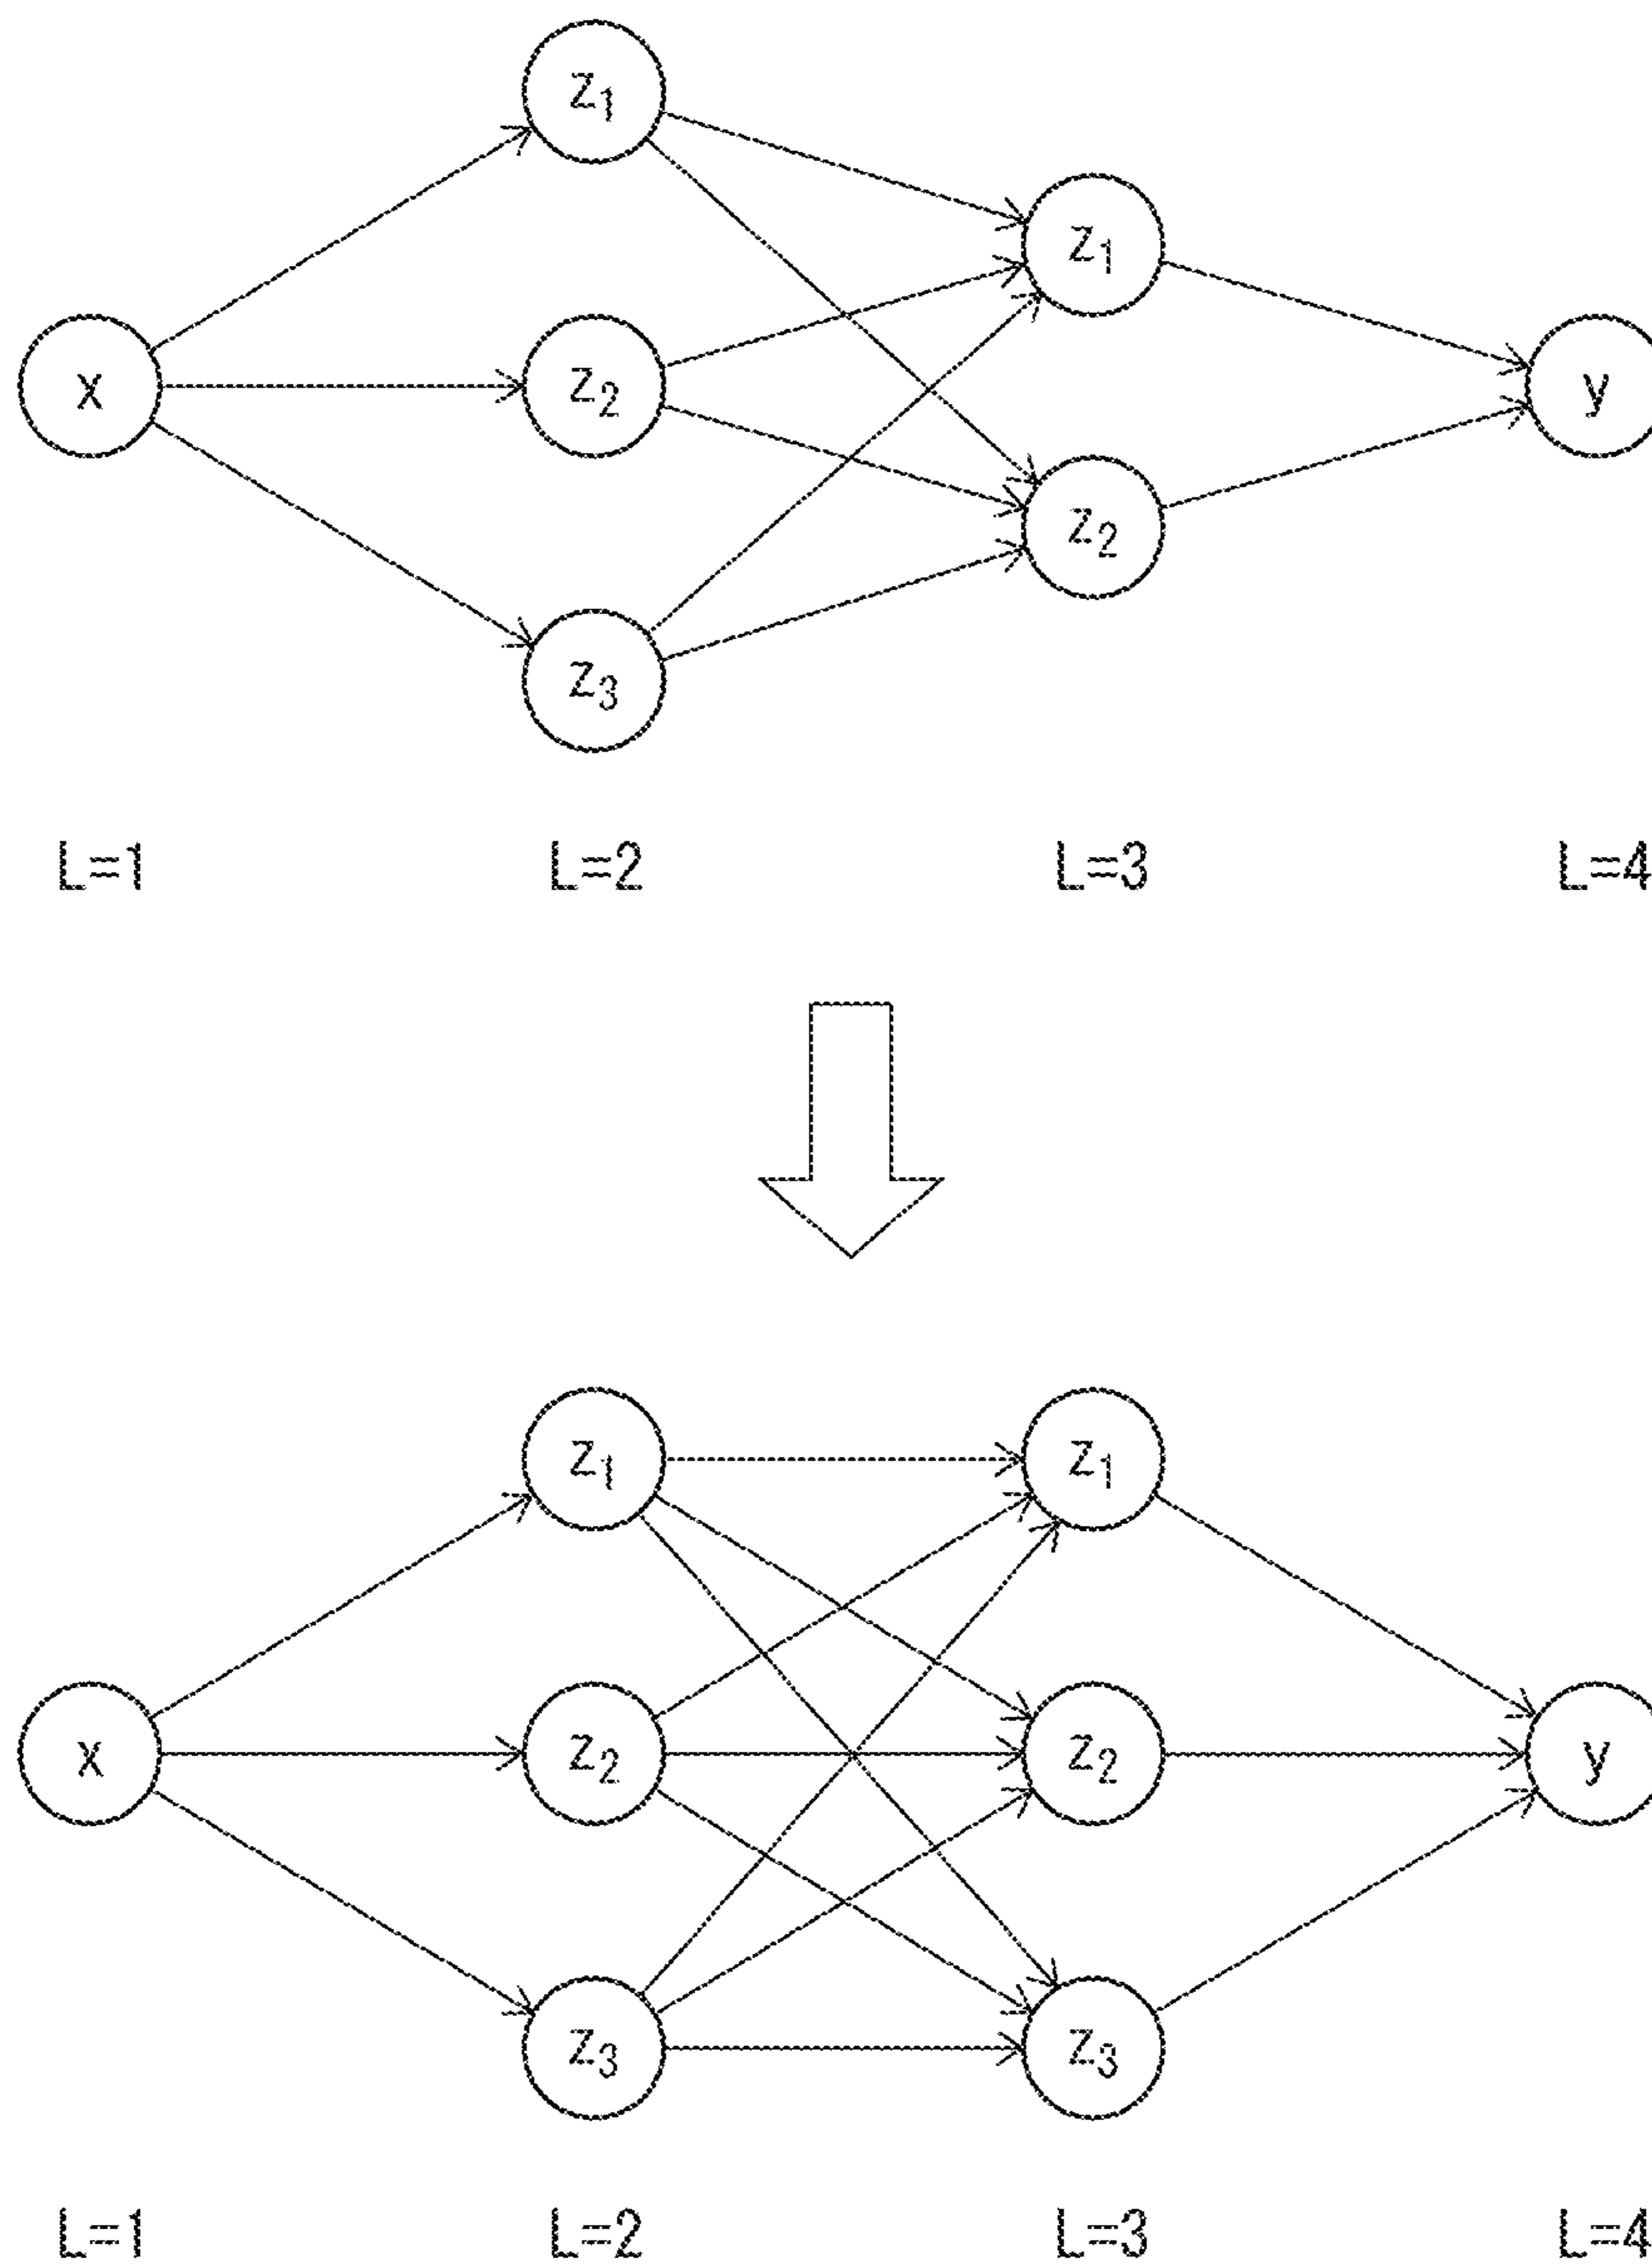 z₁
z₁
x z₂ y
z₂
z₃
L=1 L=2 L=3 L=4
z₁ z₁
x z₂ z₂ y
z₃ z₃
L=1 L=2 L=3 L=4